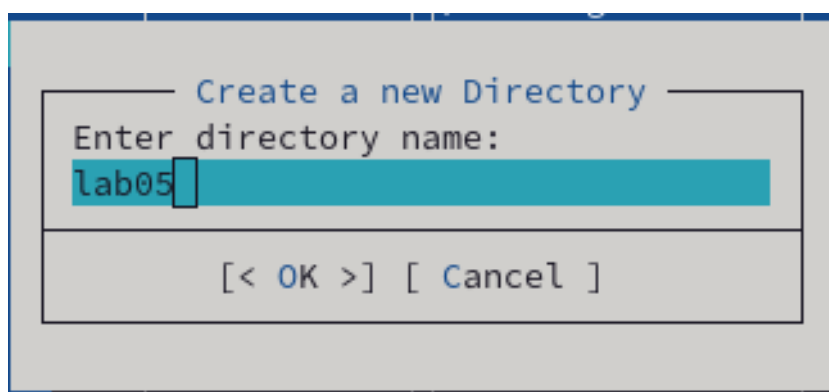 Create a new Directory
Enter directory name:
lab05
[< OK >] [ Cancel ]